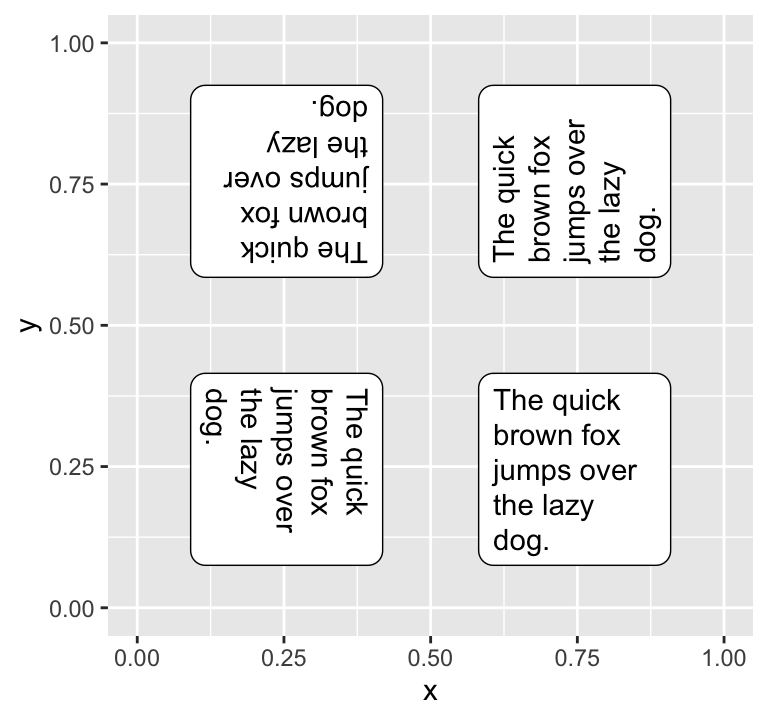 1.00
0.75
0.50
0.25
0.00
y
The quick
brown fox
jumps over
the lazy
dog.
The quick
brown fox
jumps over
the lazy
dog.
The quick
brown fox
jumps over
the lazy
dog.
The quick
brown fox
jumps over
the lazy
dog.
0.00 0.25 0.50 0.75 1.00
x